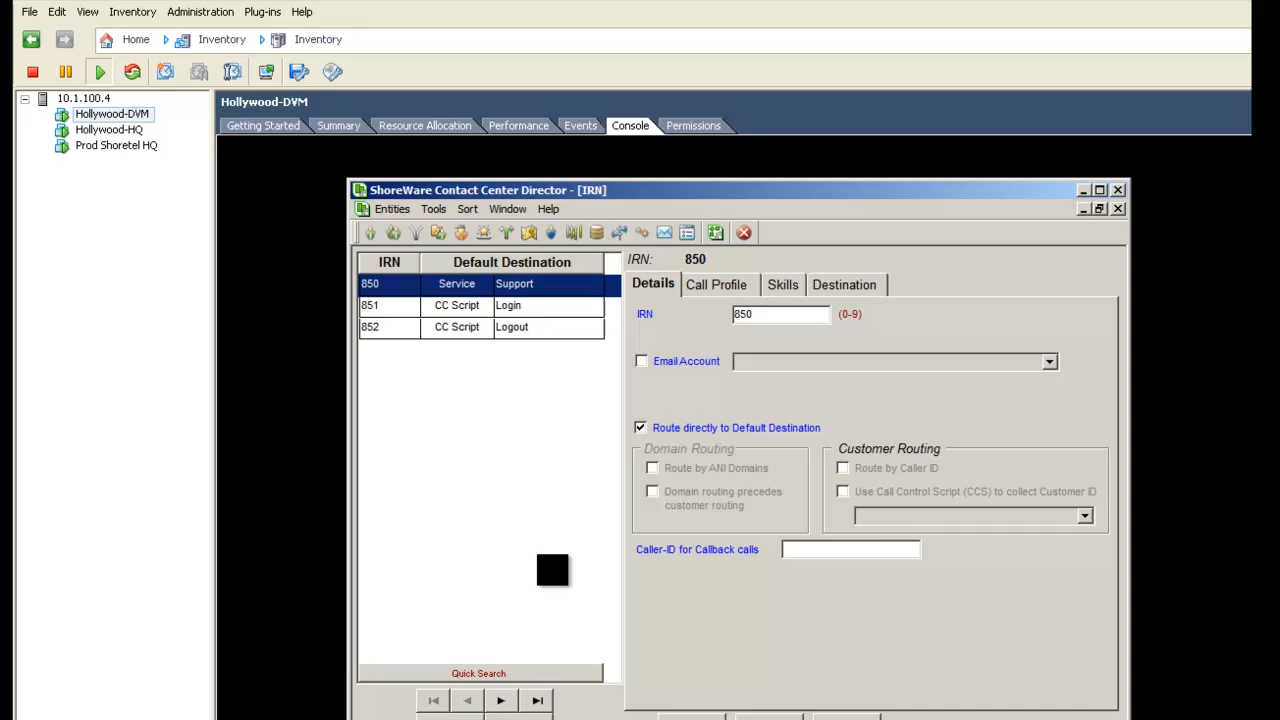 File Edit View Inventory Administration Plug-ins Help
Home Inventory Inventory
10.1.100.4
Hollywood-DVM
Hollywood-HQ
Prod Shoretel HQ
Hollywood-DVM
Getting Started Summary Resource Allocation Performance Events Console Permissions
ShoreWare Contact Center Director - [IRN]
Entities Tools Sort Window Help
IRN Default Destination
850 Service Support
851 CC Script Login
852 CC Script Logout
Quick Search
IRN: 850
Details Call Profile Skills Destination
IRN 850 (0-9)
Email Account
Route directly to Default Destination
Domain Routing
Route by ANI Domains
Domain routing precedes
customer routing
Customer Routing
Route by Caller ID
Use Call Control Script (CCS) to collect Customer ID
Caller-ID for Callback calls